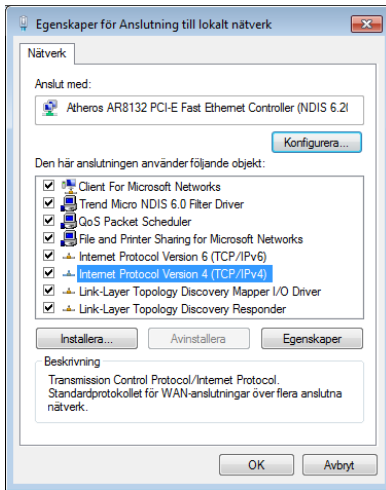 Egenskaper för Anslutning till lokalt nätverk
Nätverk
Anslut med:
Atheros AR8132 PCI-E Fast Ethernet Controller (NDIS 6.20
Konfigurera...
Den här anslutningen använder följande objekt:
Client For Microsoft Networks
Trend Micro NDIS 6.0 Filter Driver
QoS Packet Scheduler
File and Printer Sharing for Microsoft Networks
Internet Protocol Version 6 (TCP/IPv6)
Internet Protocol Version 4 (TCP/IPv4)
Link-Layer Topology Discovery Mapper I/O Driver
Link-Layer Topology Discovery Responder
Installera...
Avinstallera
Egenskaper
Beskrivning
Transmission Control Protocol/Internet Protocol.
Standardprotokollet för WAN-anslutningar över flera anslutna
nätverk.
OK
Avbryt